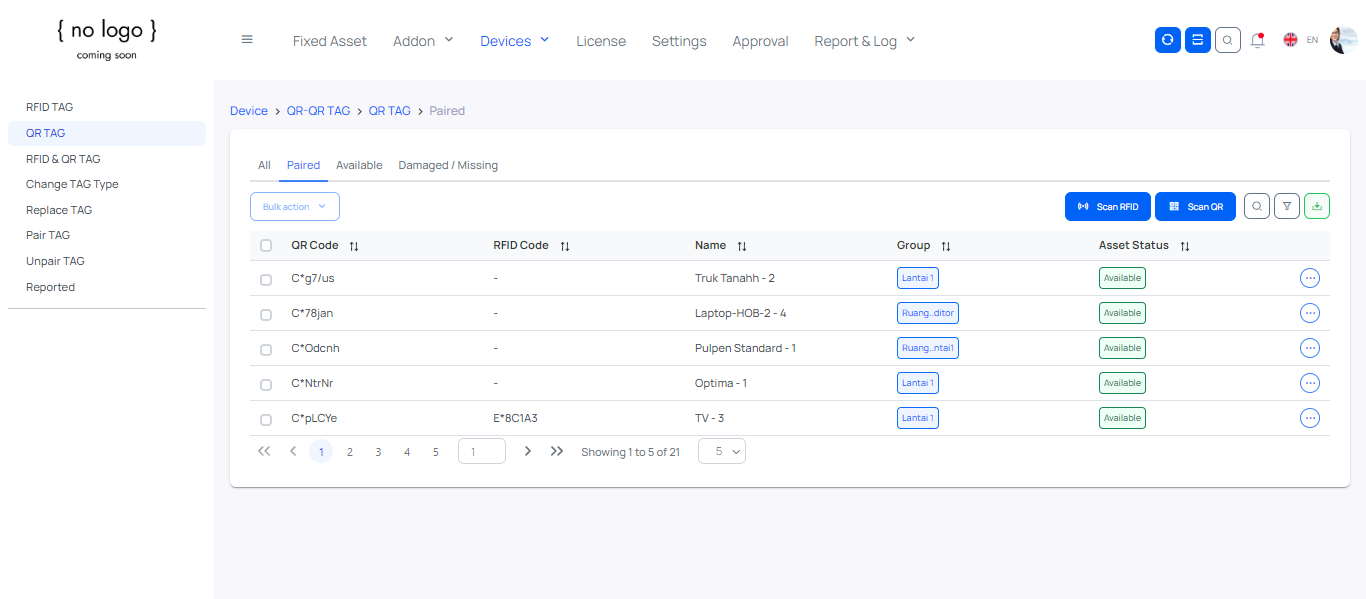 { no logo }
coming soon
Fixed Asset Addon Devices License Settings Approval Report & Log EN
RFID TAG
QR TAG
RFID & QR TAG
Change TAG Type
Replace TAG
Pair TAG
Unpair TAG
Reported
Device > QR-QR TAG > QR TAG > Paired
All Paired Available Damaged / Missing
Bulk action Scan RFID Scan QR
QR Code RFID Code Name Group Asset Status
C*g7/us - Truk Tanahh - 2 Lantai 1 Available
C*78jan - Laptop-HOB-2 - 4 Ruang..ditor Available
C*Odcnh - Pulpen Standard - 1 Ruang..ntai1 Available
C*NtrNr - Optima - 1 Lantai 1 Available
C*pLCYe E*8C1A3 TV - 3 Lantai 1 Available
1 2 3 4 5 1 Showing 1 to 5 of 21 5